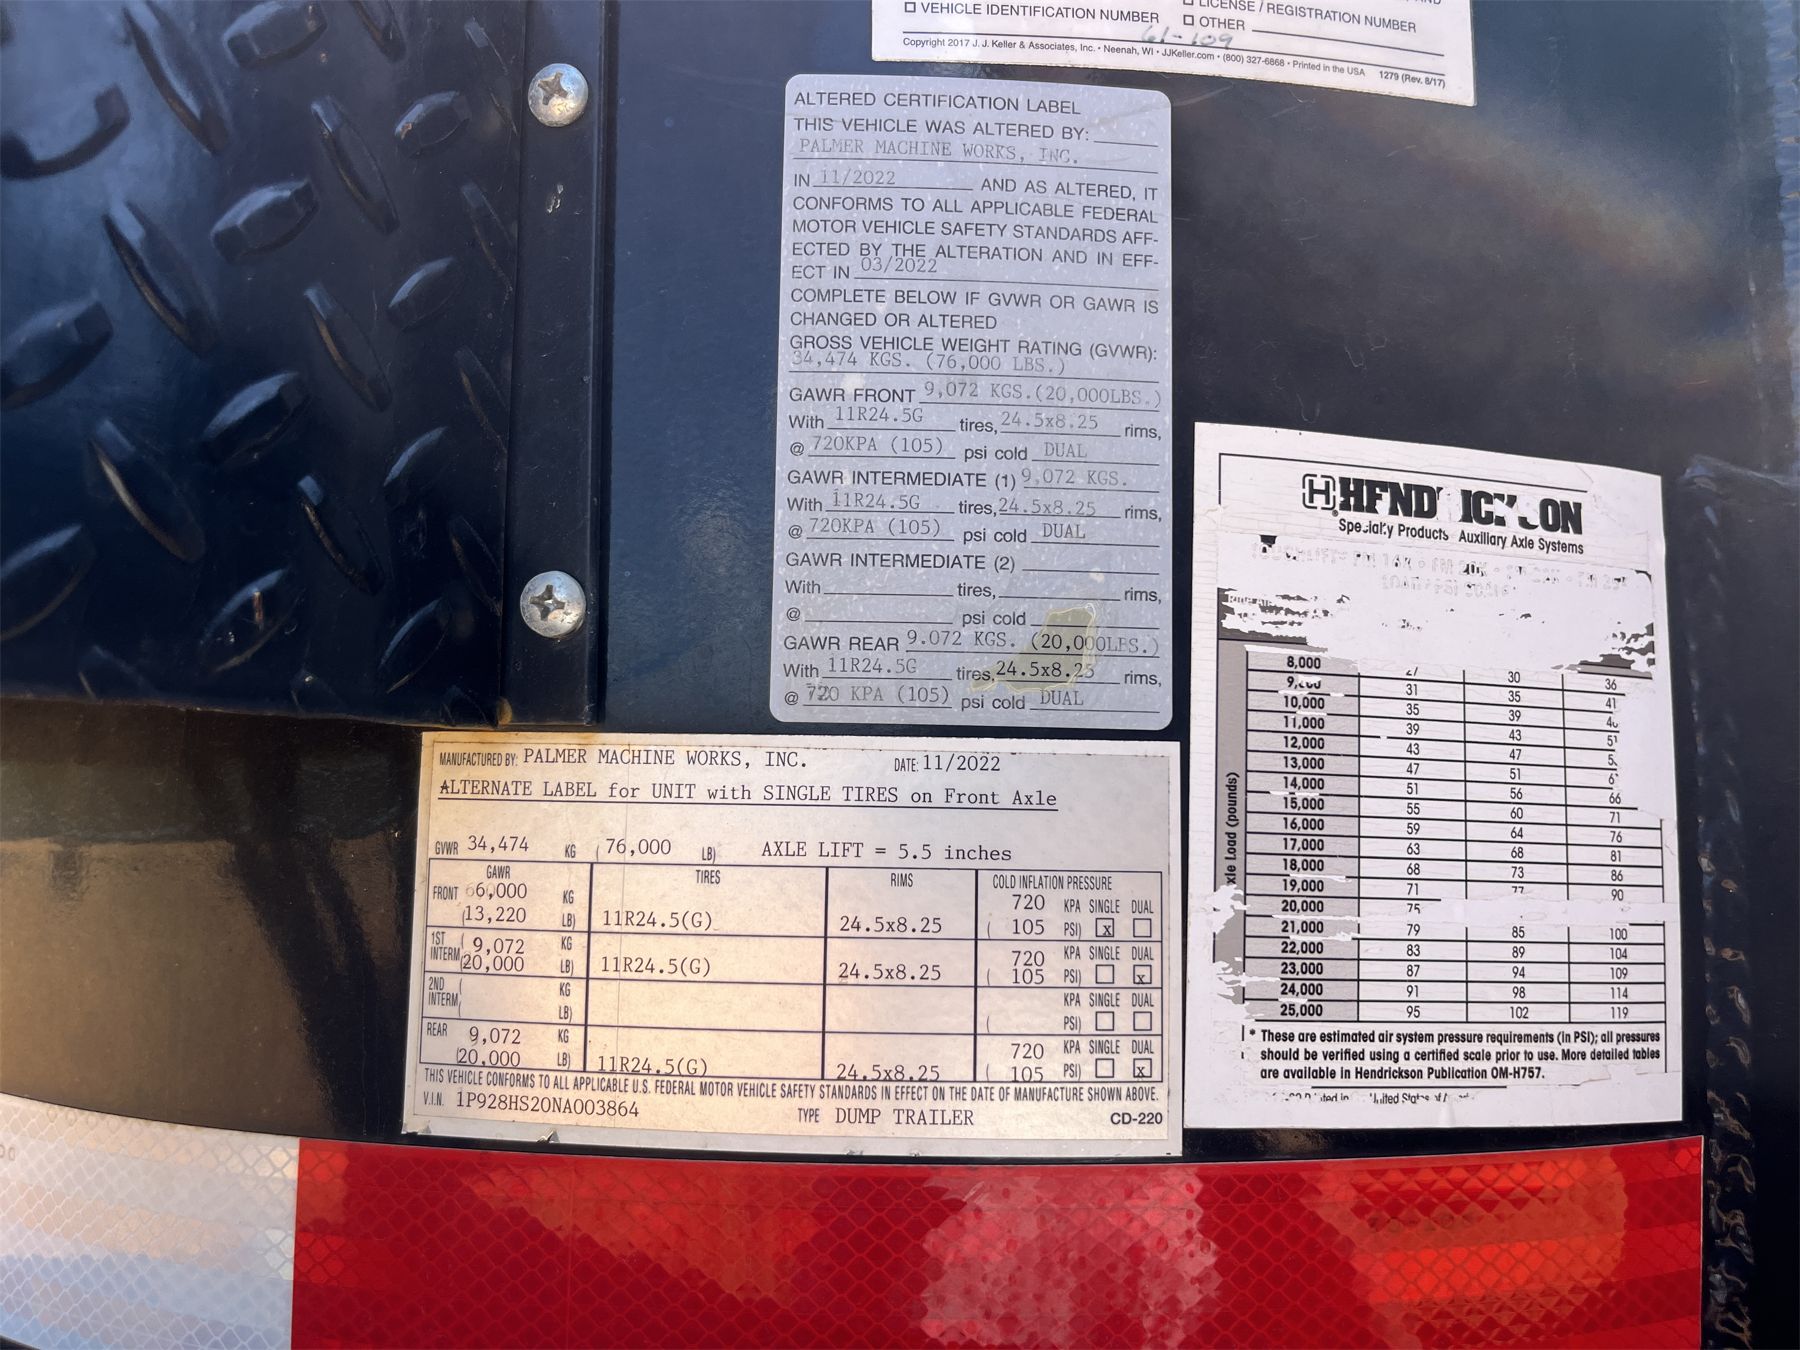 VEHICLE IDENTIFICATION NUMBER
LICENSE / REGISTRATION NUMBER
OTHER
61-109
Copyright 2017 J. J. Keller & Associates, Inc. • Neenah, WI • JJKeller.com • (800) 327-6868 • Printed in the USA 1279 (Rev. 8/17)
ALTERED CERTIFICATION LABEL
THIS VEHICLE WAS ALTERED BY:
PALMER MACHINE WORKS, INC.
IN 11/2022 AND AS ALTERED, IT
CONFORMS TO ALL APPLICABLE FEDERAL
MOTOR VEHICLE SAFETY STANDARDS AFF-
ECTED BY THE ALTERATION AND IN EFF-
ECT IN 03/2022
COMPLETE BELOW IF GVWR OR GAWR IS
CHANGED OR ALTERED
GROSS VEHICLE WEIGHT RATING (GVWR):
34,474 KGS. (76,000 LBS.)
GAWR FRONT 9,072 KGS.(20,000LBS.)
With 11R24.5G tires, 24.5x8.25 rims,
@ 720KPA (105) psi cold DUAL
GAWR INTERMEDIATE (1) 9,072 KGS.
With 11R24.5G tires, 24.5x8.25 rims,
@ 720KPA (105) psi cold DUAL
GAWR INTERMEDIATE (2)
With tires, rims,
@ psi cold
GAWR REAR 9.072 KGS. (20,000LBS.)
With 11R24.5G tires, 24.5x8.25 rims,
@ 720 KPA (105) psi cold DUAL
MANUFACTURED BY: PALMER MACHINE WORKS, INC. DATE: 11/2022
ALTERNATE LABEL for UNIT with SINGLE TIRES on Front Axle
GVWR 34,474 KG ( 76,000 LB) AXLE LIFT = 5.5 inches
GAWR TIRES RIMS COLD INFLATION PRESSURE
FRONT 6,000 KG 720 KPA SINGLE DUAL
(13,220 LB) 11R24.5(G) 24.5x8.25 ( 105 PSI) x
1ST INTERM 9,072 KG 720 KPA SINGLE DUAL
(20,000 LB) 11R24.5(G) 24.5x8.25 ( 105 PSI) x
2ND INTERM KG KPA SINGLE DUAL
( LB) ( PSI)
REAR 9,072 KG 720 KPA SINGLE DUAL
(20.000 LB) 11R24.5(G) 24.5x8.25 ( 105 PSI) x
THIS VEHICLE CONFORMS TO ALL APPLICABLE U.S. FEDERAL MOTOR VEHICLE SAFETY STANDARDS IN EFFECT ON THE DATE OF MANUFACTURE SHOWN ABOVE.
V.I.N. 1P928HS20NA003864 TYPE DUMP TRAILER CD-220
HENDRICKSON
Specialty Products Auxiliary Axle Systems
Axle Load (pounds)
8,000 27 30 36
9,000 31 35 41
10,000 35 39
11,000 39 43 51
12,000 43 47
13,000 47 51
14,000 51 56 66
15,000 55 60 71
16,000 59 64 76
17,000 63 68 81
18,000 68 73 86
19,000 71 77 90
20,000 75
21,000 79 85 100
22,000 83 89 104
23,000 87 94 109
24,000 91 98 114
25,000 95 102 119
* These are estimated air system pressure requirements (in PSI); all pressures
should be verified using a certified scale prior to use. More detailed tables
are available in Hendrickson Publication OM-H757.